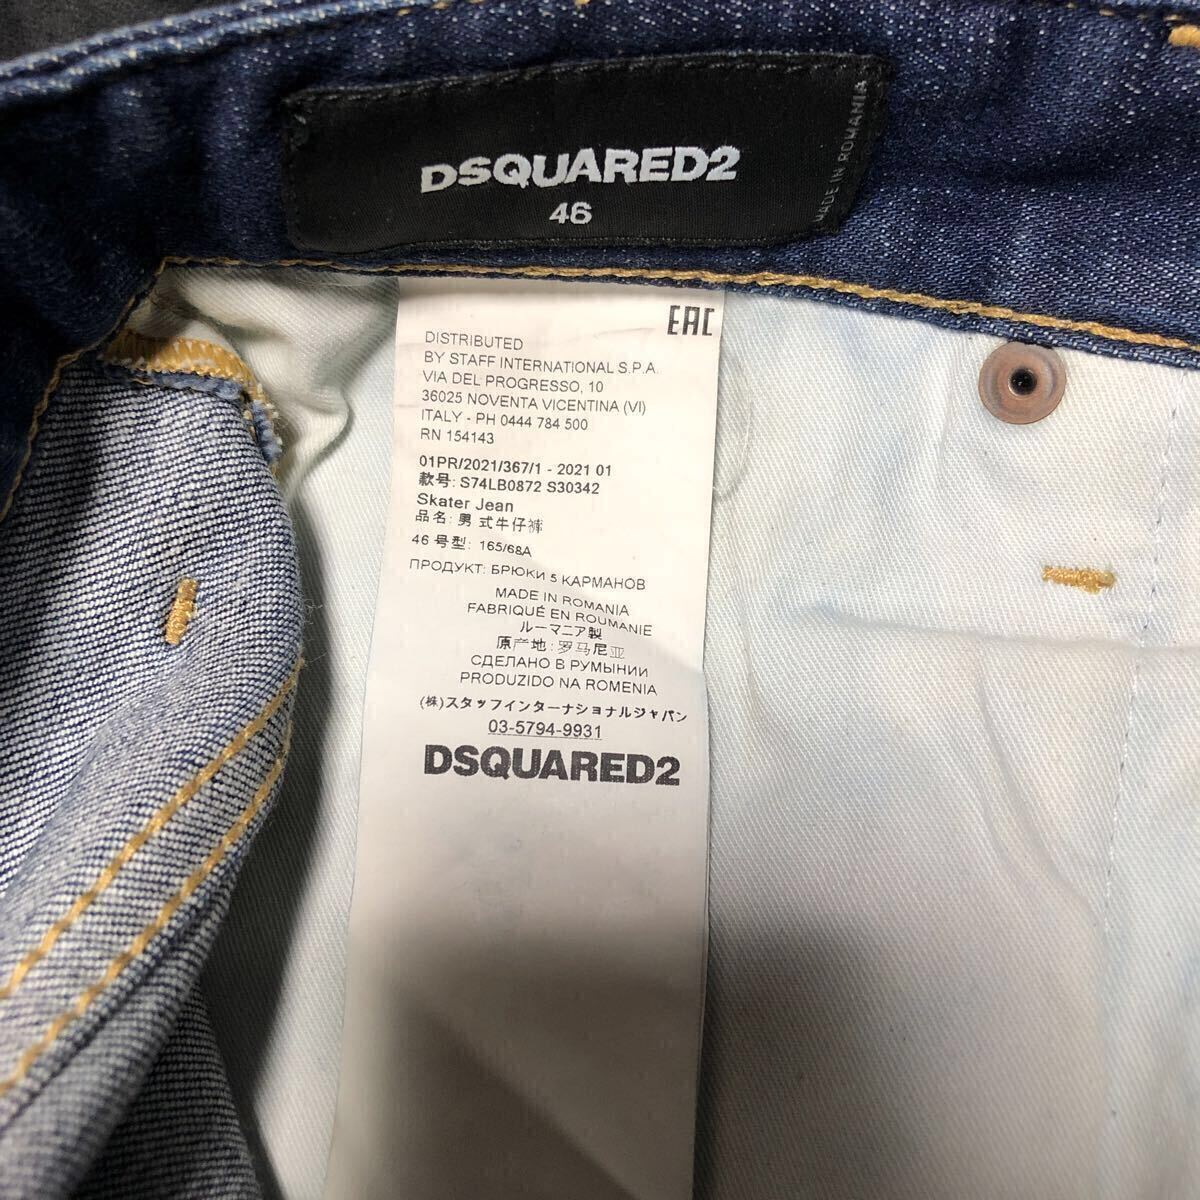 DSQUARED2
46
MADE IN ROMANIA
EAC
DISTRIBUTED
BY STAFF INTERNATIONAL S.P.A.
VIA DEL PROGRESSO, 10
36025 NOVENTA VICENTINA (VI)
ITALY - PH 0444 784 500
RN 154143
01PR/2021/367/1 - 2021 01
款号: S74LB0872 S30342
Skater Jean
品名: 男 式牛仔裤
46 号型: 165/68A
ПРОДУКТ: БРЮКИ 5 КАРМАНОВ
MADE IN ROMANIA
FABRIQUÉ EN ROUMANIE
ルーマニア製
原产地: 罗马尼亚
СДЕЛАНО В РУМЫНИИ
PRODUZIDO NA ROMENIA
(株)スタッフインターナショナルジャパン
03-5794-9931
DSQUARED2